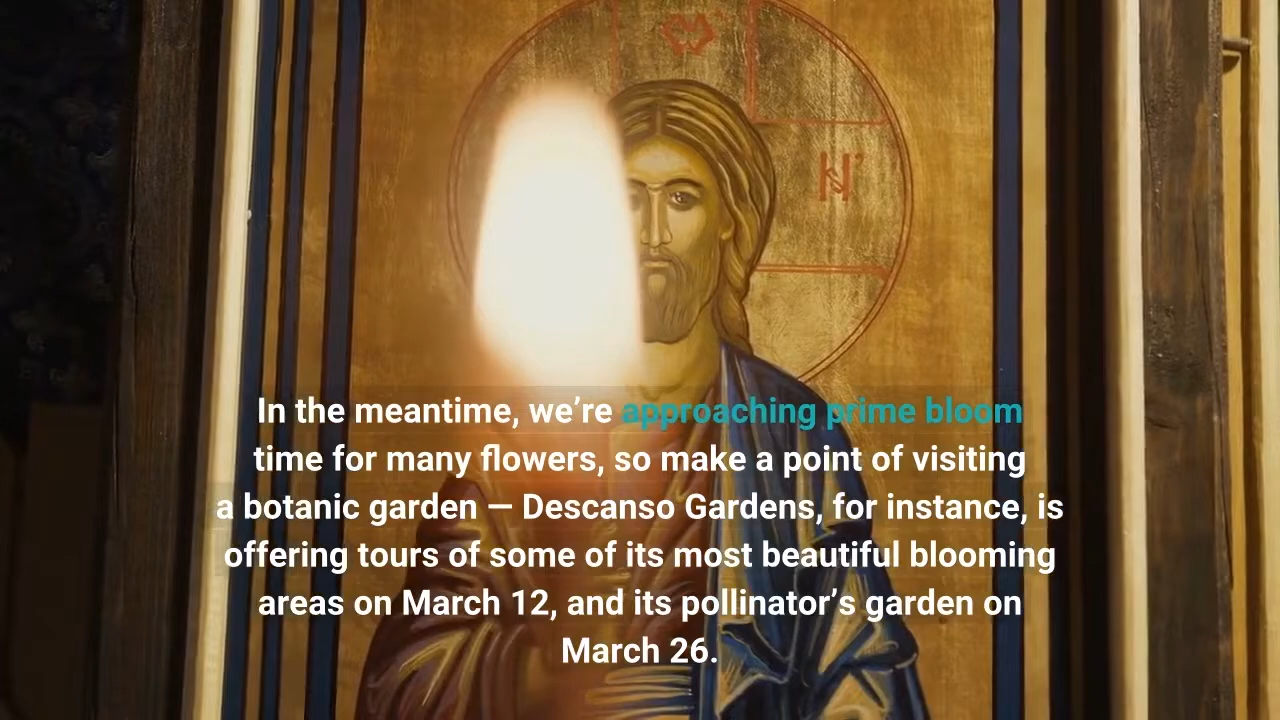 In the meantime, we’re approaching prime bloom
time for many flowers, so make a point of visiting
a botanic garden — Descanso Gardens, for instance, is
offering tours of some of its most beautiful blooming
areas on March 12, and its pollinator’s garden on
March 26.